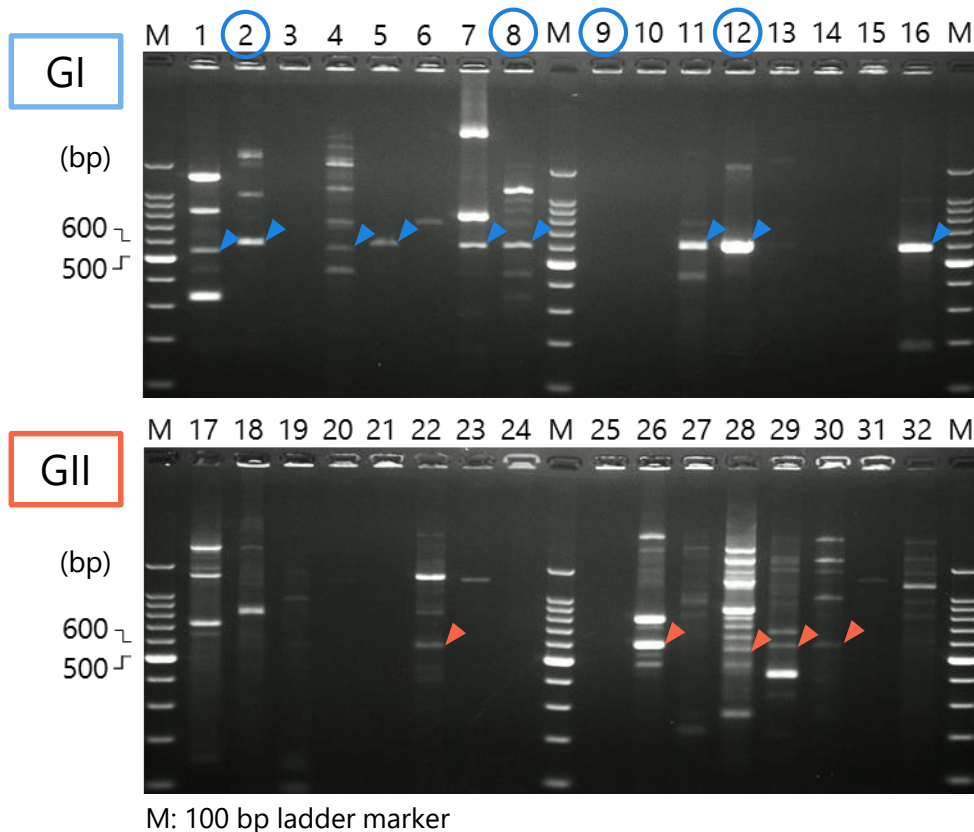 M 1 2 3 4 5 6 7 8 M 9 10 11 12 13 14 15 16 M
GI
(bp)
600
500
M 17 18 19 20 21 22 23 24 M 25 26 27 28 29 30 31 32 M
GII
(bp)
600
500
M: 100 bp ladder marker